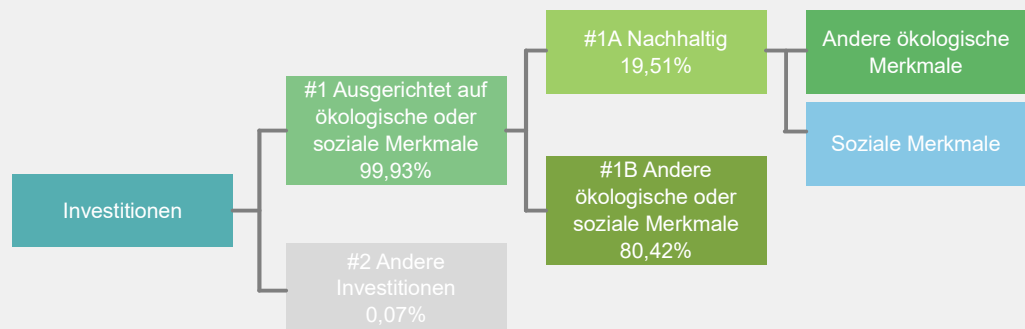 Investitionen
#1 Ausgerichtet auf
ökologische oder
soziale Merkmale
99,93%
#2 Andere
Investitionen
0,07%
#1A Nachhaltig
19,51%
#1B Andere
ökologische oder
soziale Merkmale
80,42%
Andere ökologische
Merkmale
Soziale Merkmale